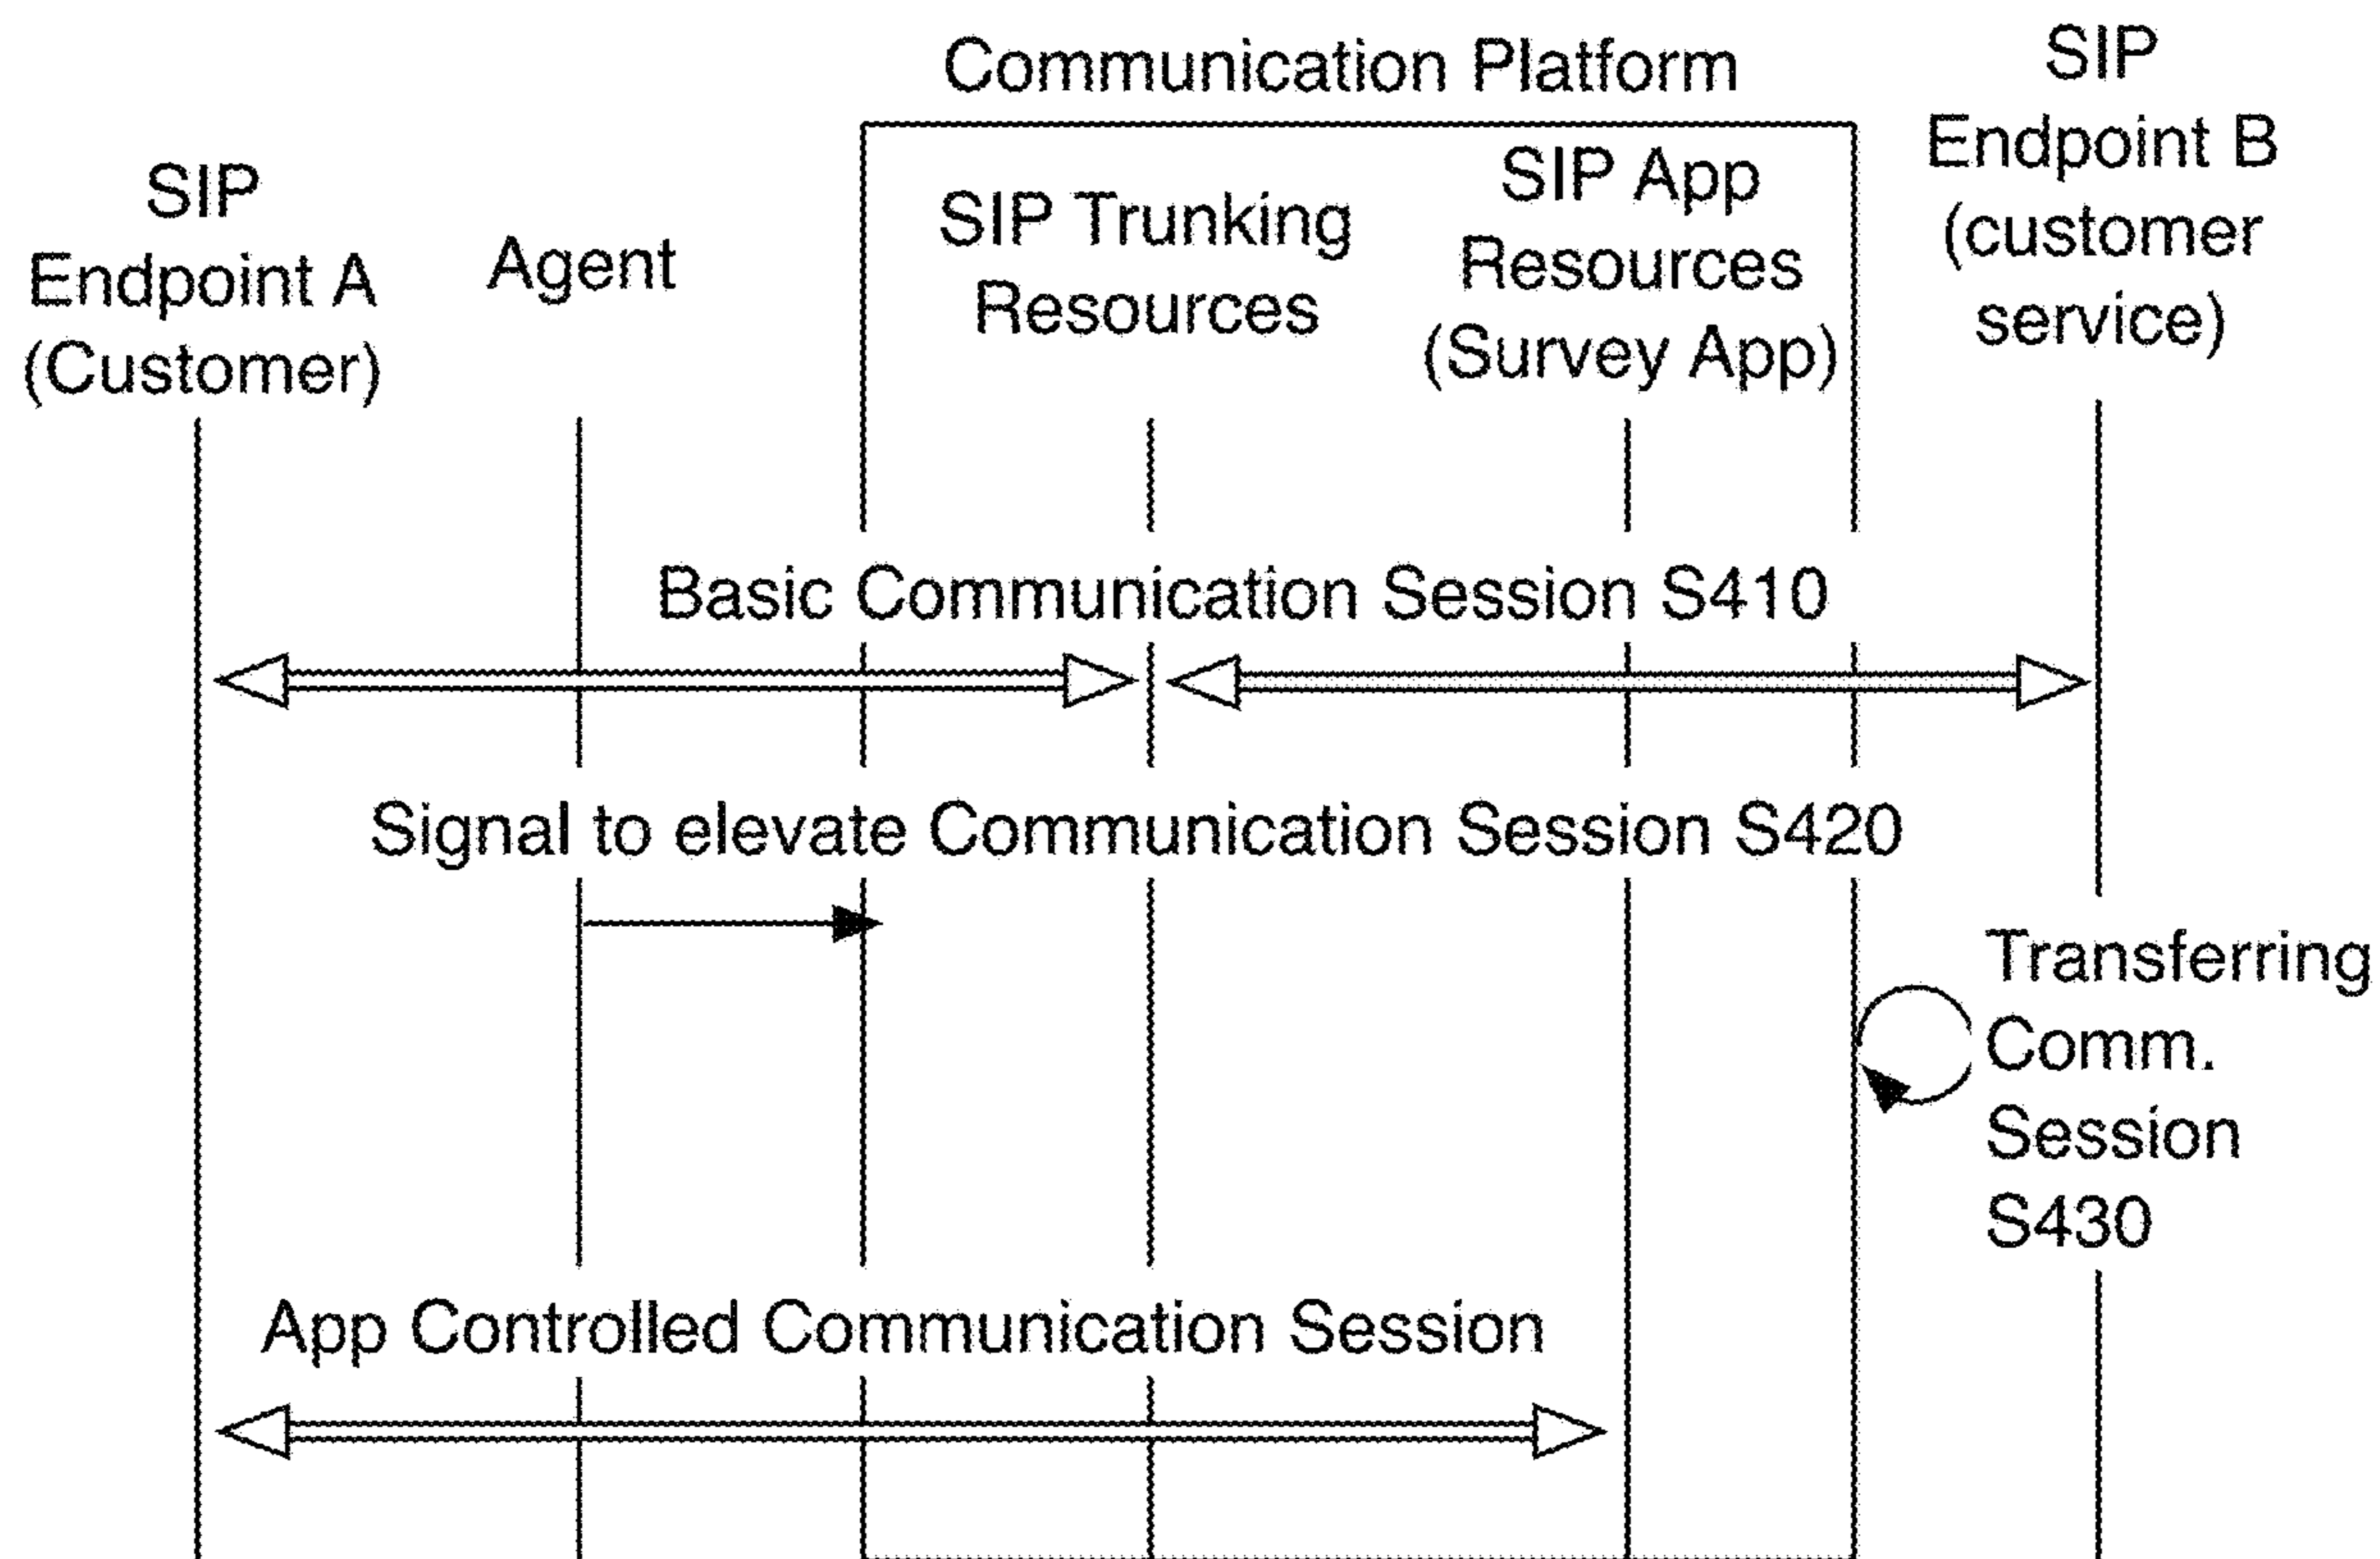 Communication Platform
SIP
Endpoint A
(Customer)
Agent
SIP Trunking
Resources
SIP App
Resources
(Survey App)
SIP
Endpoint B
(customer
service)
Basic Communication Session S410
Signal to elevate Communication Session S420
Transferring
Comm.
Session
S430
App Controlled Communication Session